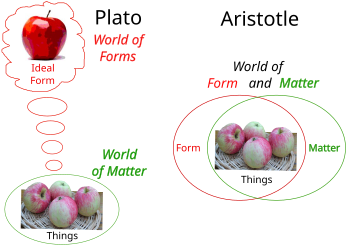 Plato
World of
Forms
Ideal
Form
World
of Matter
Things
Aristotle
World of
Form and Matter
Form
Matter
Things